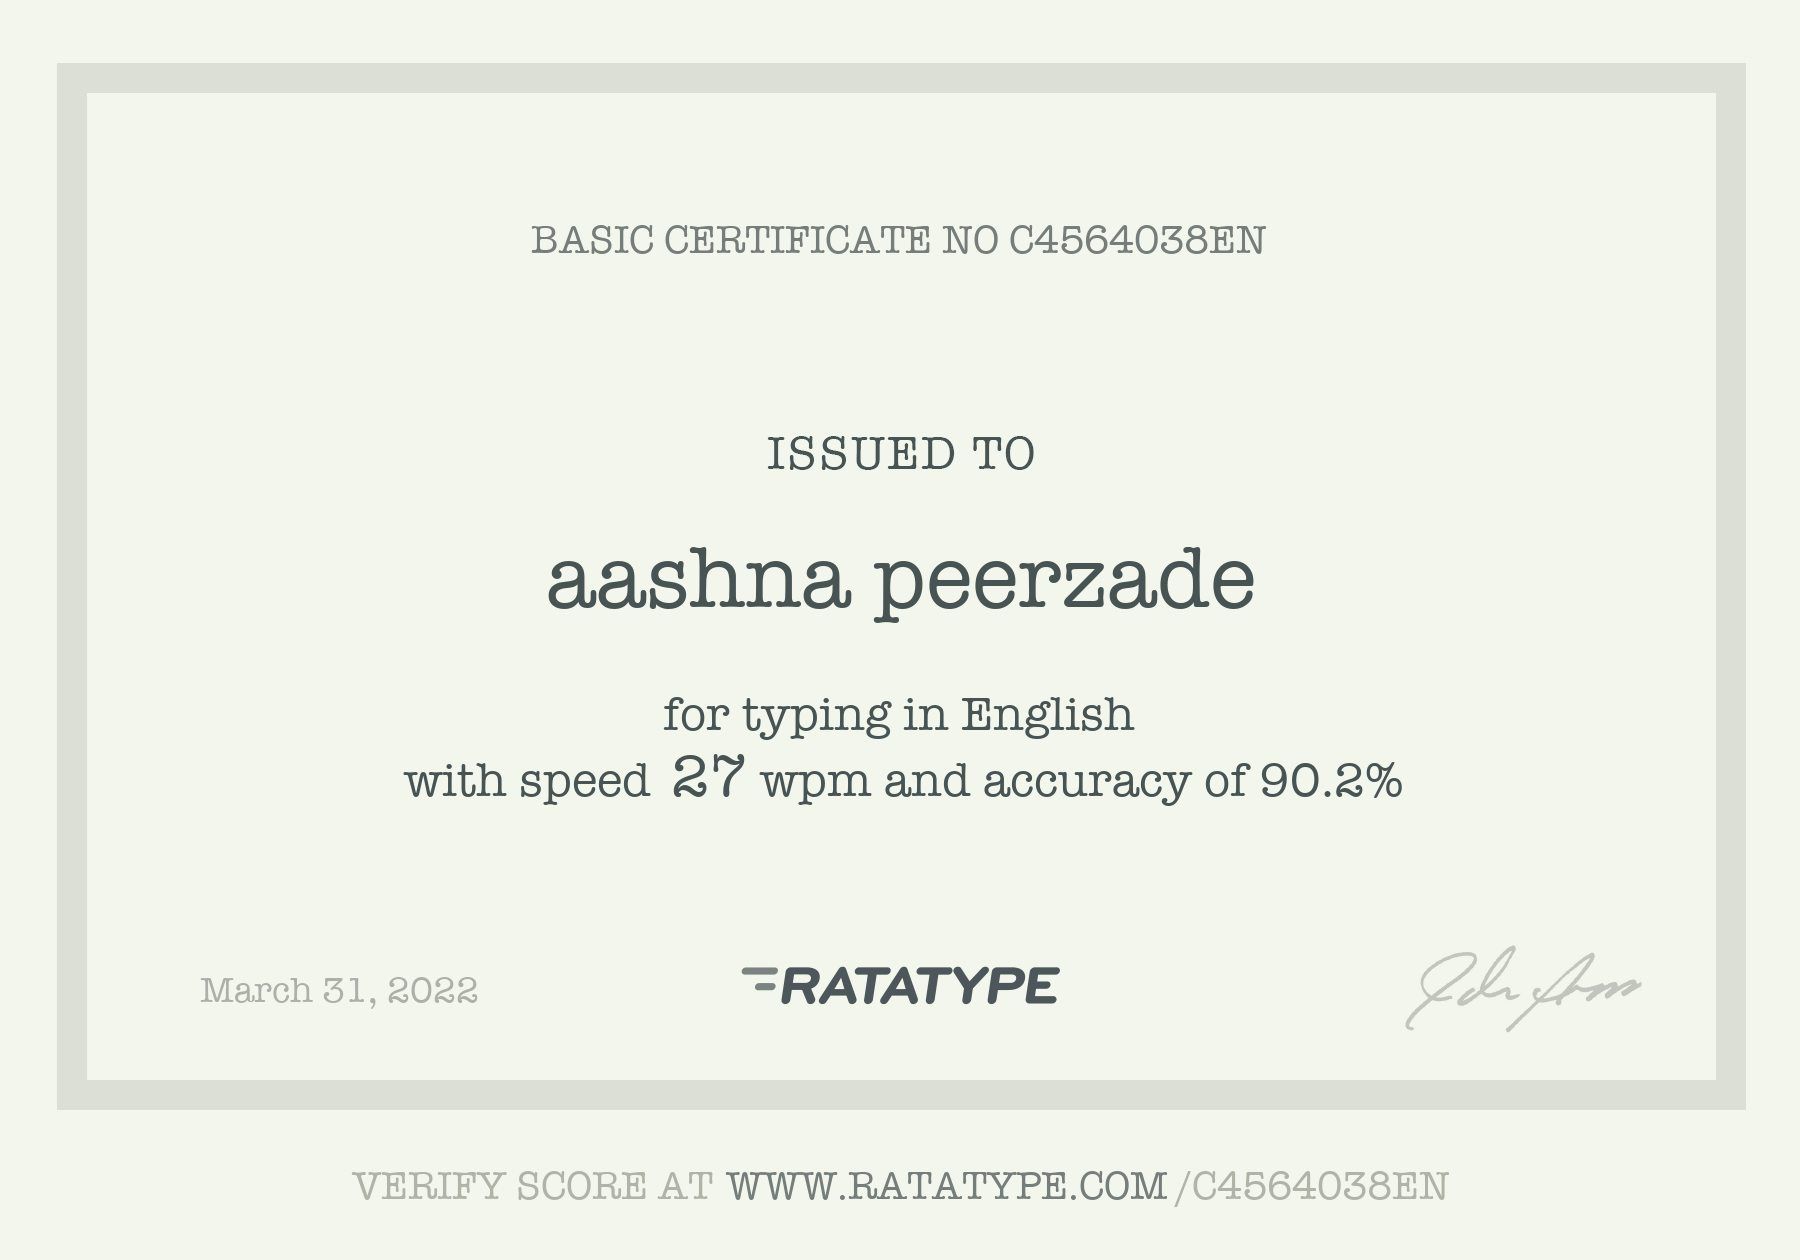 BASIC CERTIFICATE NO C4564038EN
ISSUED TO
aashna peerzade
for typing in English
with speed 27 wpm and accuracy of 90.2%
March 31, 2022
RATATYPE
VERIFY SCORE AT WWW.RATATYPE.COM/C4564038EN